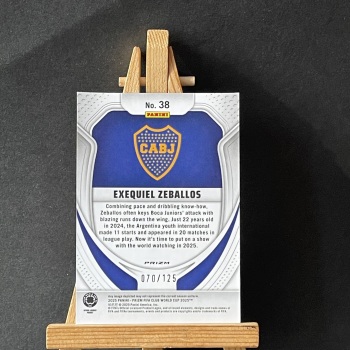 No. 38
PANINI
CABJ
EXEQUIEL ZEBALLOS
Combining pace and dribbling know-how,
Zeballos often keys Boca Juniors' attack with
blazing runs down the wing. Just 22 years old
in 2024, the Argentina youth international
made 11 starts and appeared in 20 matches in
league play. Now it's time to put on a show
with the world watching in 2025.
PRIZM
070/125